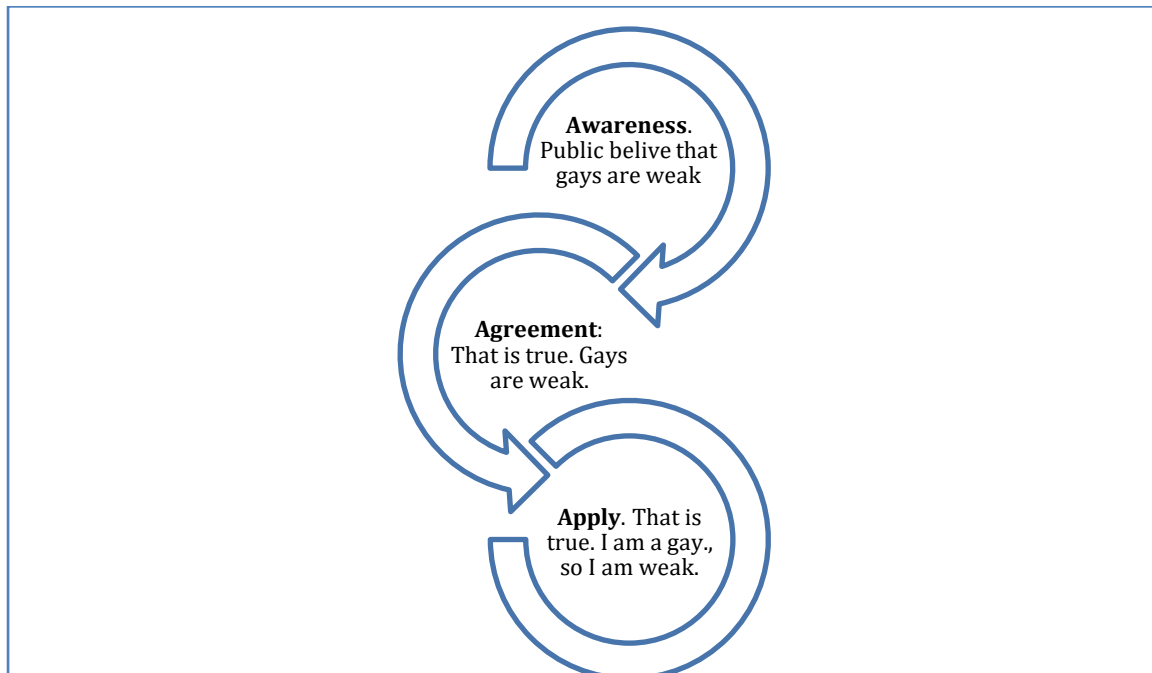 Awareness.
Public belive that
gays are weak
Agreement:
That is true. Gays
are weak.
Apply. That is
true. I am a gay.,
so I am weak.